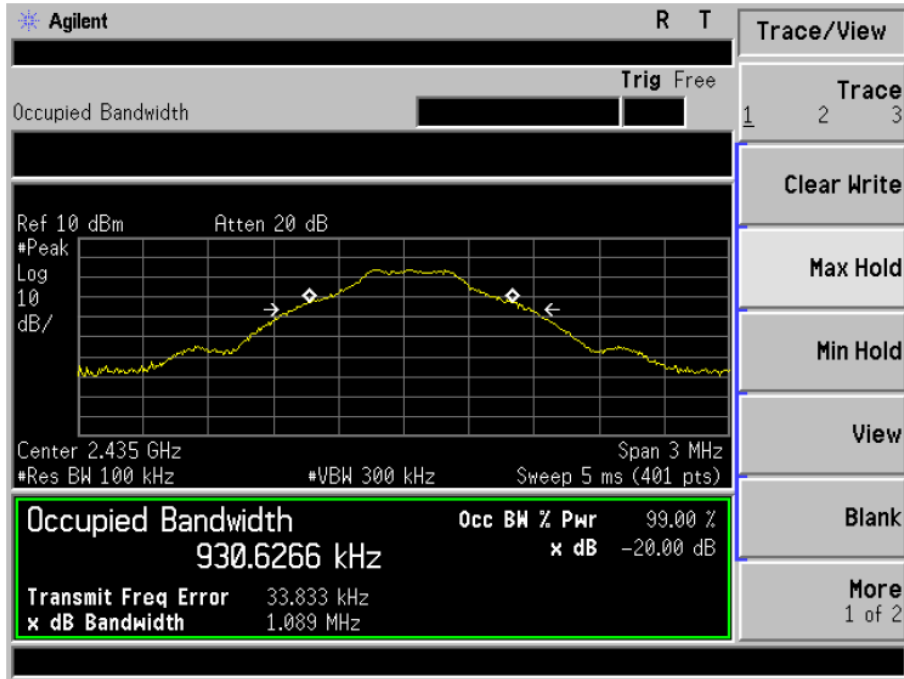 Agilent R T
Trace/View
Trig Free
Occupied Bandwidth
Trace
1 2 3
Clear Write
Max Hold
Min Hold
View
Blank
More
1 of 2
Ref 10 dBm Atten 20 dB
#Peak
Log
10
dB/
Center 2.435 GHz Span 3 MHz
#Res BW 100 kHz #VBW 300 kHz Sweep 5 ms (401 pts)
Occupied Bandwidth
930.6266 kHz
Occ BW % Pwr 99.00 %
x dB -20.00 dB
Transmit Freq Error 33.833 kHz
x dB Bandwidth 1.089 MHz